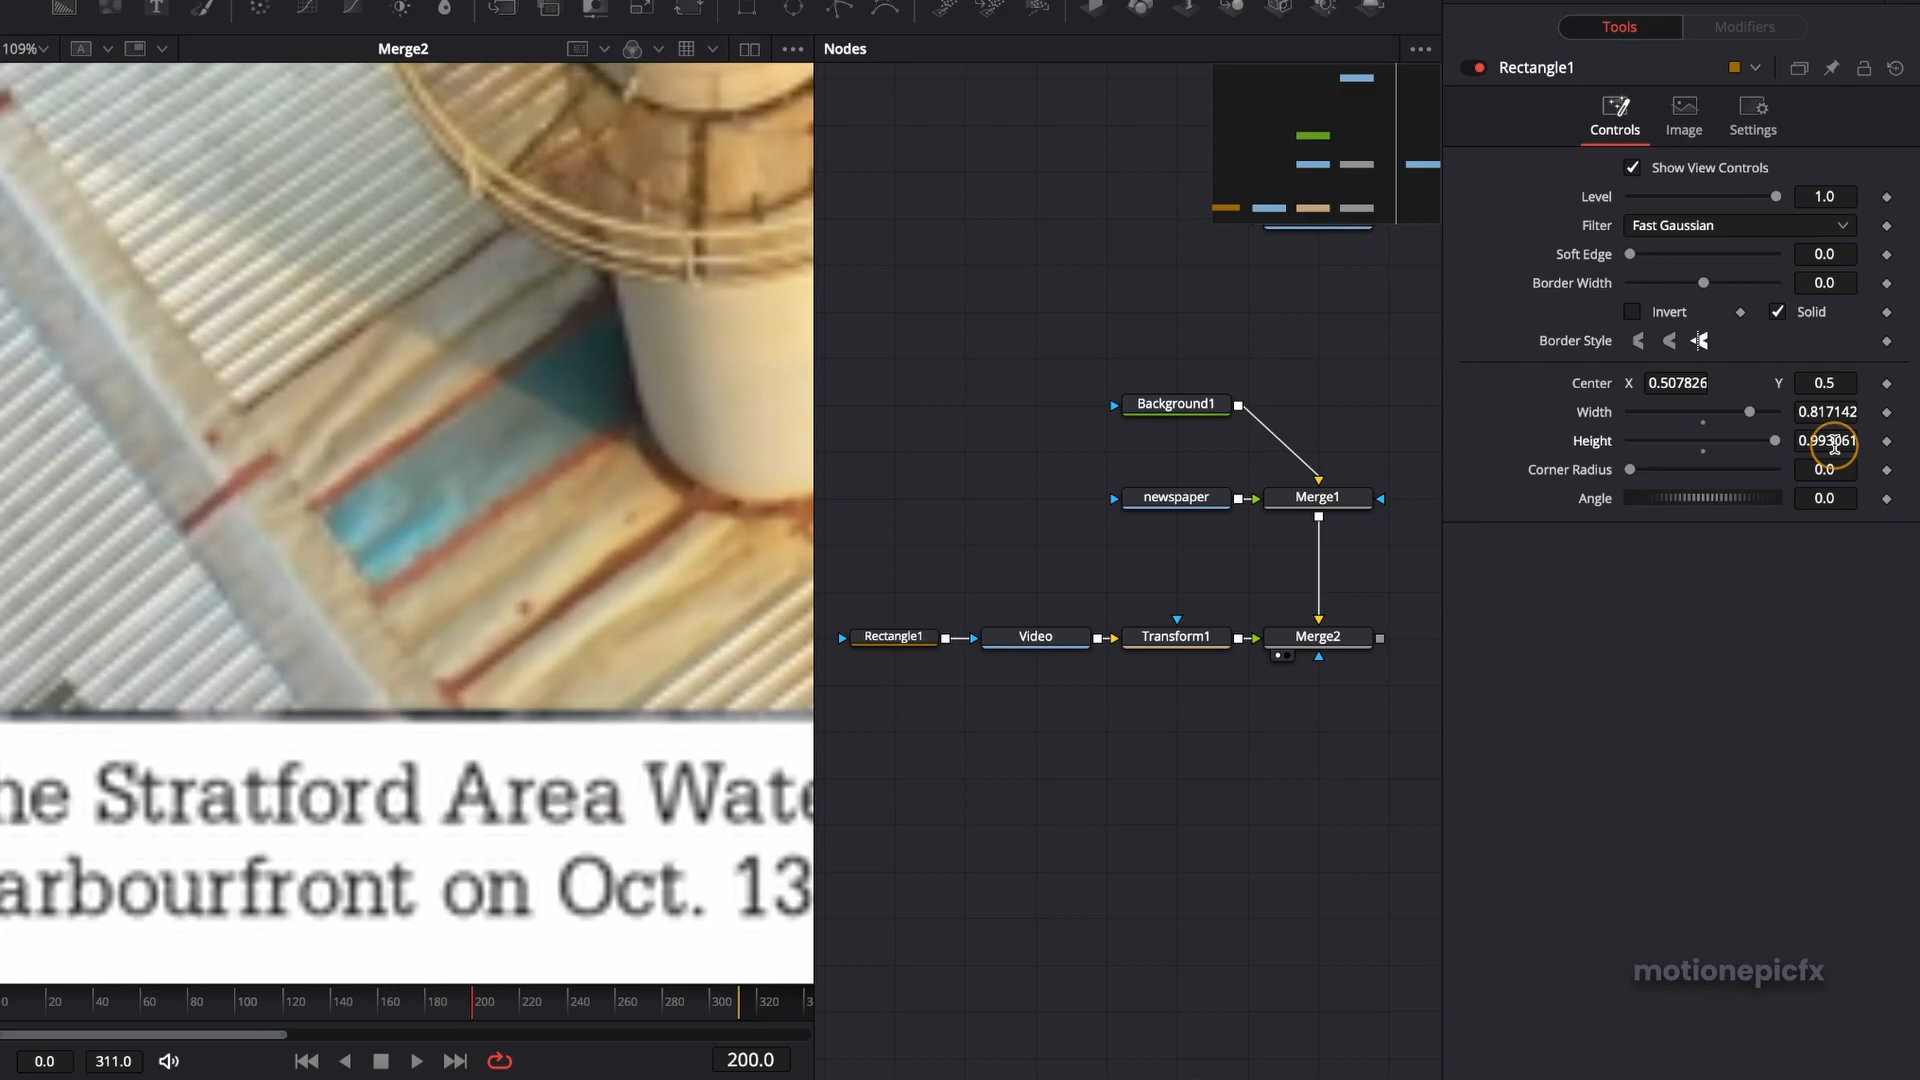 109%
A
Merge2
Nodes
Tools
Modifiers
Rectangle1
Controls
Image
Settings
Show View Controls
Level
1.0
Filter
Fast Gaussian
Soft Edge
0.0
Border Width
0.0
Invert
Solid
Border Style
Center
X
0.507826
Y
0.5
Width
0.817142
Height
0.993061
Corner Radius
0.0
Angle
0.0
Background1
newspaper
Merge1
Rectangle1
Video
Transform1
Merge2
he Stratford Area Wate
arbourfront on Oct. 13
0 20 40 60 80 100 120 140 160 180 200 220 240 260 280 300 320 3
0.0
311.0
200.0
motionepicfx